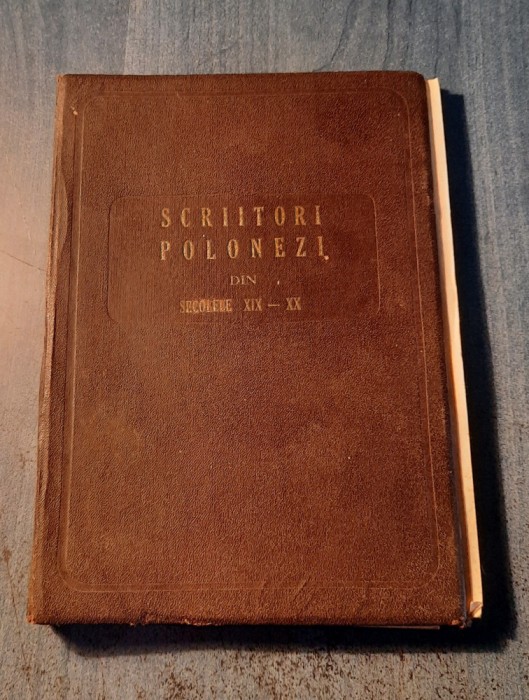 SCRIITORI
POLONEZI
DIN
SECOLELE XIX — XX